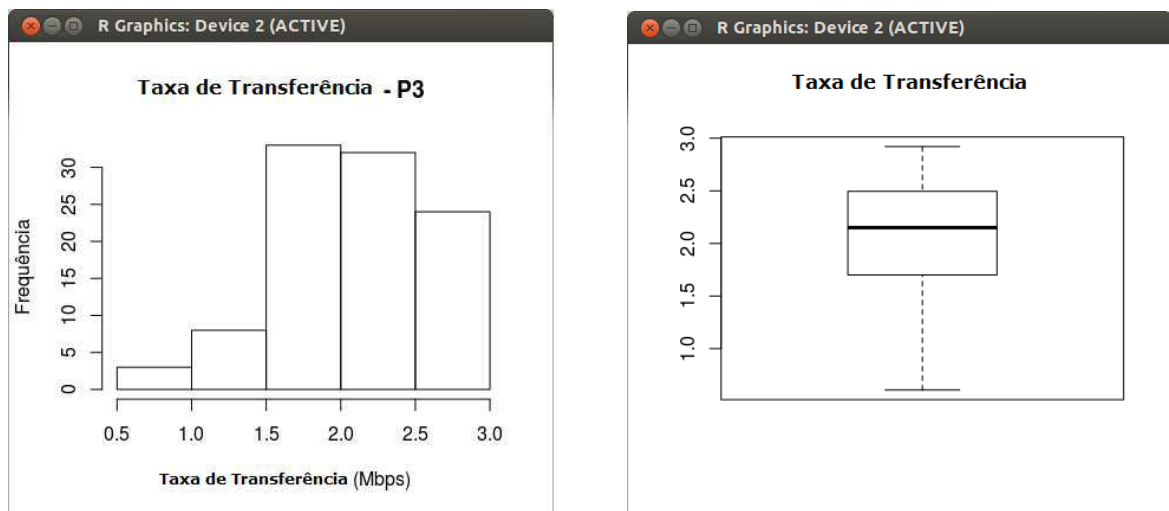 R Graphics: Device 2 (ACTIVE)
Taxa de Transferência - P3
Frequência
30
25
20
15
10
5
0
0.5 1.0 1.5 2.0 2.5 3.0
Taxa de Transferência (Mbps)
R Graphics: Device 2 (ACTIVE)
Taxa de Transferência
3.0
2.5
2.0
1.5
1.0